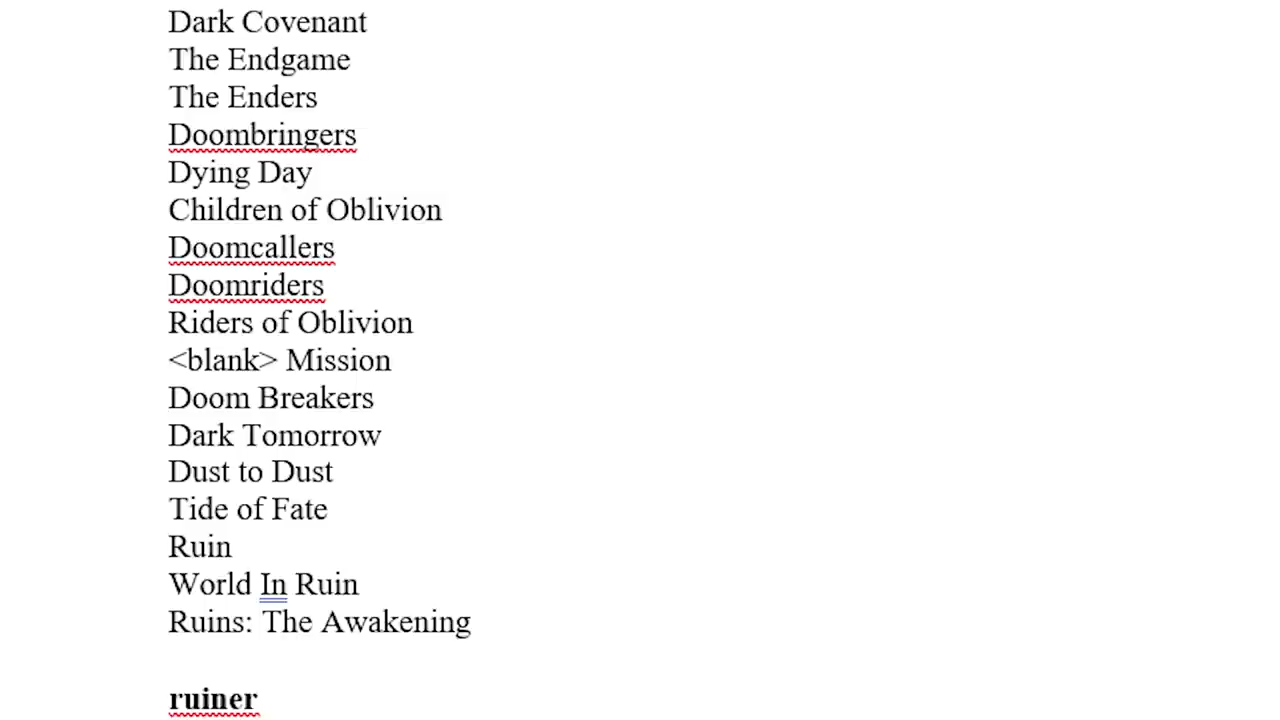 Dark Covenant
The Endgame
The Enders
Doombringers
Dying Day
Children of Oblivion
Doomcallers
Doomriders
Riders of Oblivion
<blank> Mission
Doom Breakers
Dark Tomorrow
Dust to Dust
Tide of Fate
Ruin
World In Ruin
Ruins: The Awakening
ruiner